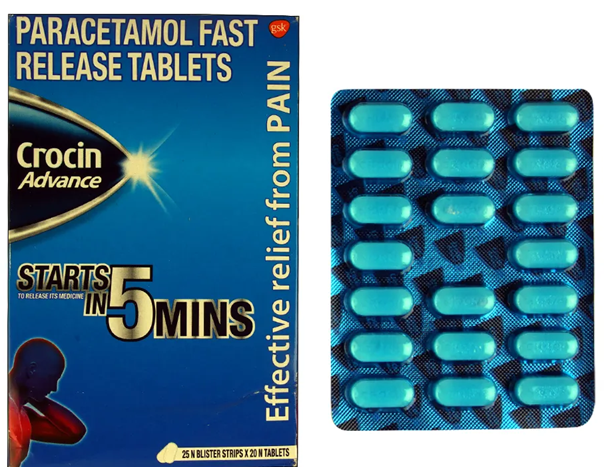 PARACETAMOL FAST
RELEASE TABLETS
gsk
Crocin
Advance
Effective relief from PAIN
STARTS
TO RELEASE ITS MEDICINE
IN
5 MINS
25 N BLISTER STRIPS X 20 N TABLETS